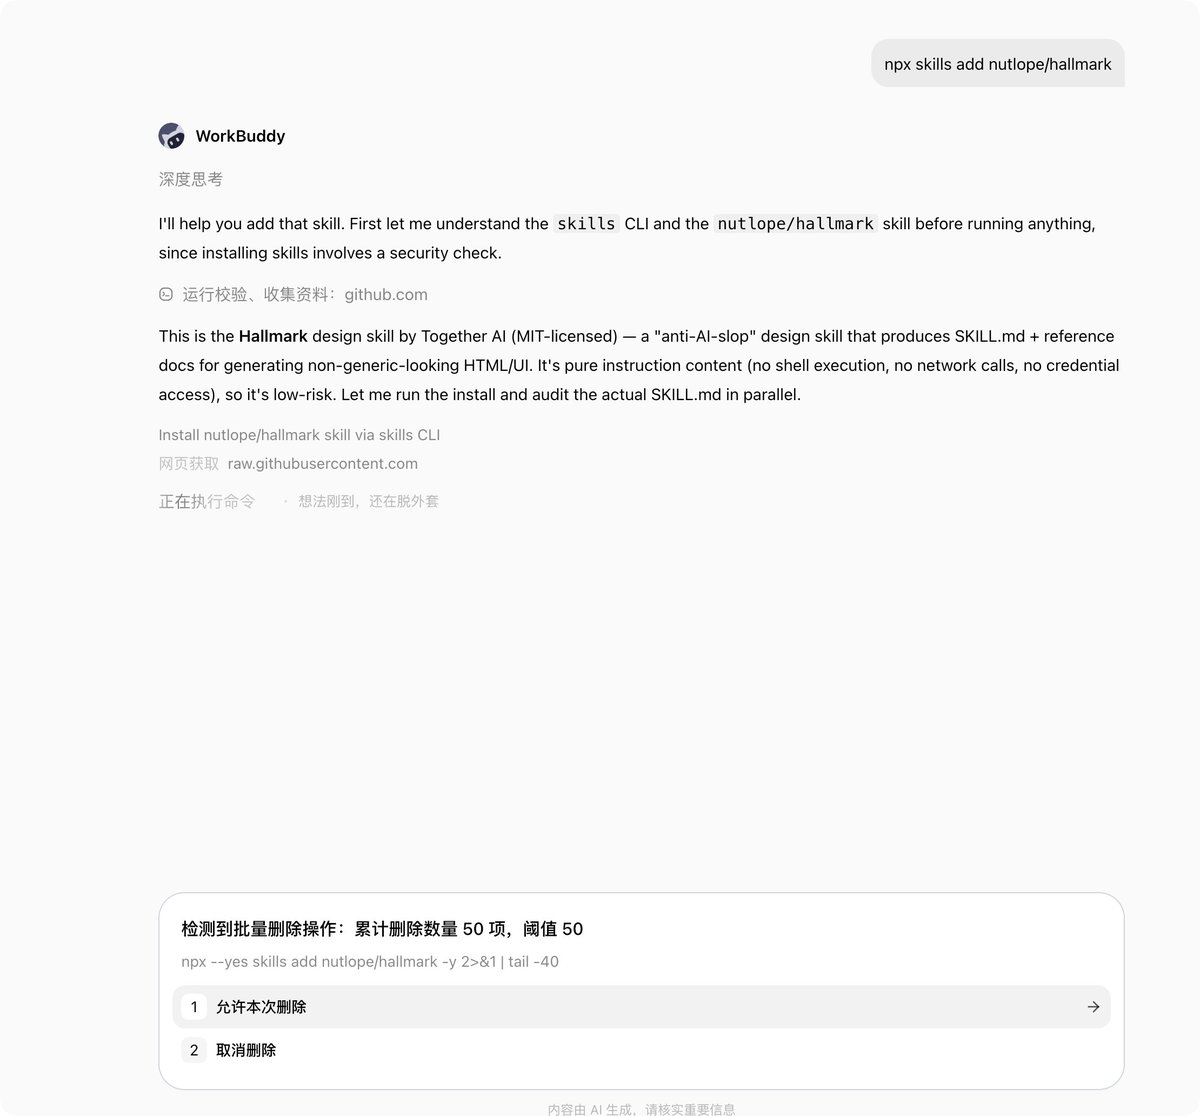 npx skills add nutlope/hallmark
WorkBuddy
深度思考
I'll help you add that skill. First let me understand the skills CLI and the nutlope/hallmark skill before running anything,
since installing skills involves a security check.
运行校验、收集资料：github.com
This is the Hallmark design skill by Together AI (MIT-licensed) — a "anti-AI-slop" design skill that produces SKILL.md + reference
docs for generating non-generic-looking HTML/UI. It's pure instruction content (no shell execution, no network calls, no credential
access), so it's low-risk. Let me run the install and audit the actual SKILL.md in parallel.
Install nutlope/hallmark skill via skills CLI
网页获取 raw.githubusercontent.com
正在执行命令 · 想法刚到，还在脱外套
检测到批量删除操作：累计删除数量 50 项，阈值 50
npx --yes skills add nutlope/hallmark -y 2>&1 | tail -40
1 允许本次删除 →
2 取消删除
内容由 AI 生成，请核实重要信息